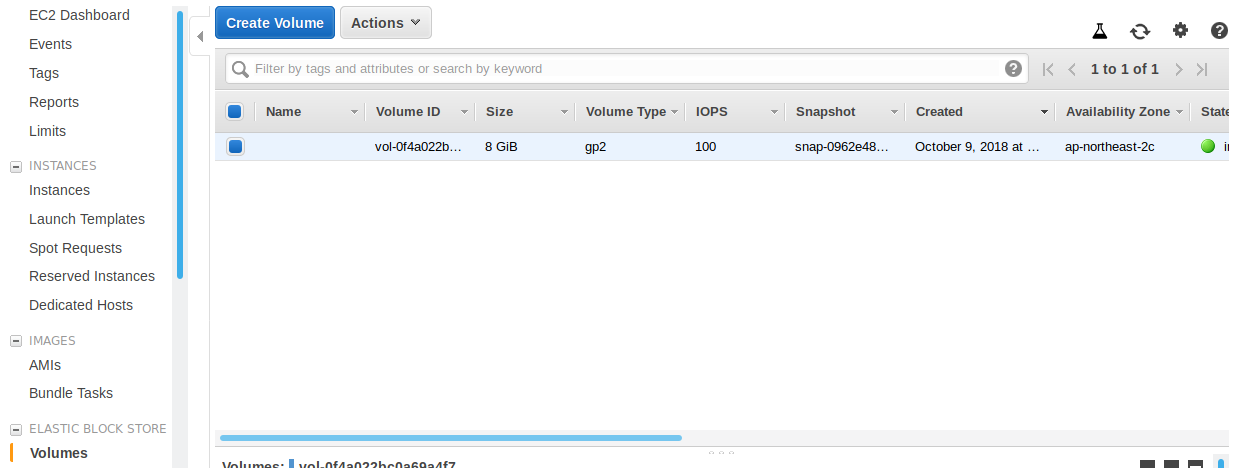 EC2 Dashboard
Events
Tags
Reports
Limits
INSTANCES
Instances
Launch Templates
Spot Requests
Reserved Instances
Dedicated Hosts
IMAGES
AMIs
Bundle Tasks
ELASTIC BLOCK STORE
Volumes
Create Volume Actions
Filter by tags and attributes or search by keyword 1 to 1 of 1
Name Volume ID Size Volume Type IOPS Snapshot Created Availability Zone State
vol-0f4a022b... 8 GiB gp2 100 snap-0962e48... October 9, 2018 at ... ap-northeast-2c
Volumes: vol-0f4a022bc0a69a4f7